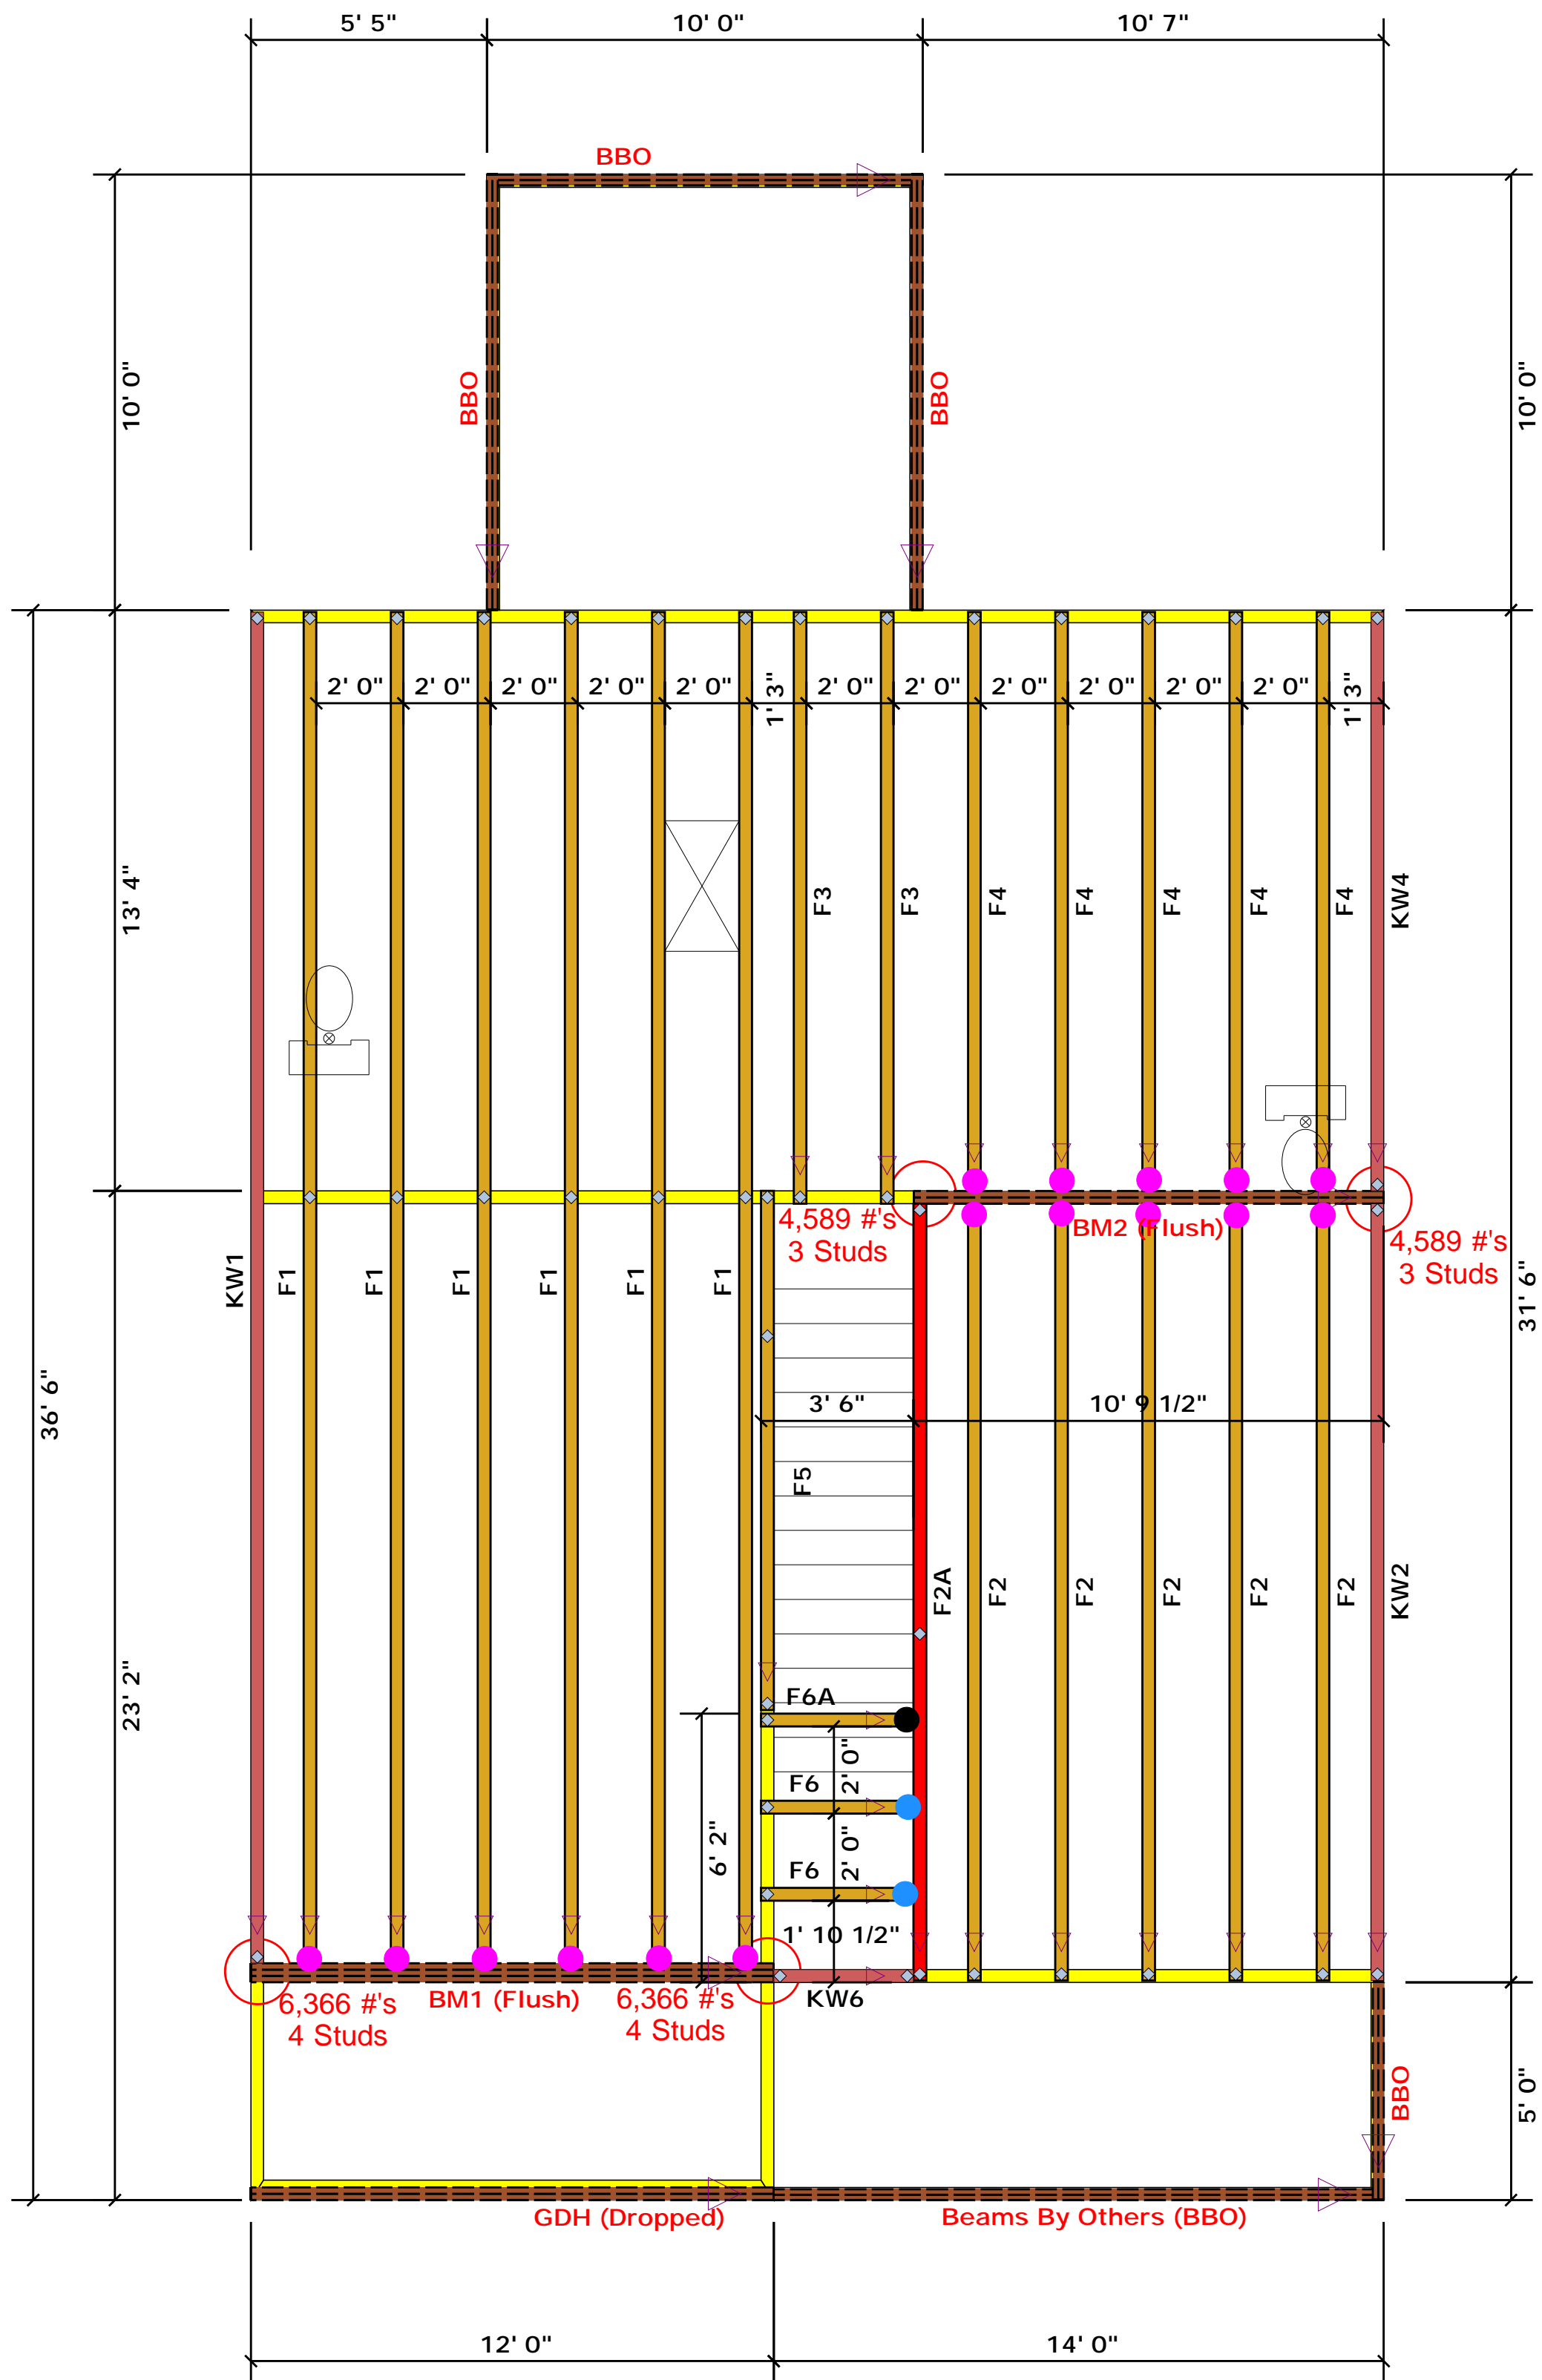 5' 5"
10' 0"
10' 7"
BBO
10' 0"
BBO
BBO
10' 0"
2' 0"
2' 0"
2' 0"
2' 0"
2' 0"
1' 3"
2' 0"
2' 0"
2' 0"
2' 0"
2' 0"
2' 0"
1' 3"
13' 4"
F3
F3
F4
F4
F4
F4
F4
KW4
4,589 #'s
3 Studs
BM2 (Flush)
4,589 #'s
3 Studs
KW1
F1
F1
F1
F1
F1
F1
31' 6"
36' 6"
3' 6"
10' 9 1/2"
F5
F2A
F2
F2
F2
F2
F2
KW2
23' 2"
F6A
2' 0"
F6
6' 2"
2' 0"
F6
1' 10 1/2"
6,366 #'s
4 Studs
BM1 (Flush)
6,366 #'s
4 Studs
KW6
BBO
5' 0"
GDH (Dropped)
Beams By Others (BBO)
12' 0"
14' 0"